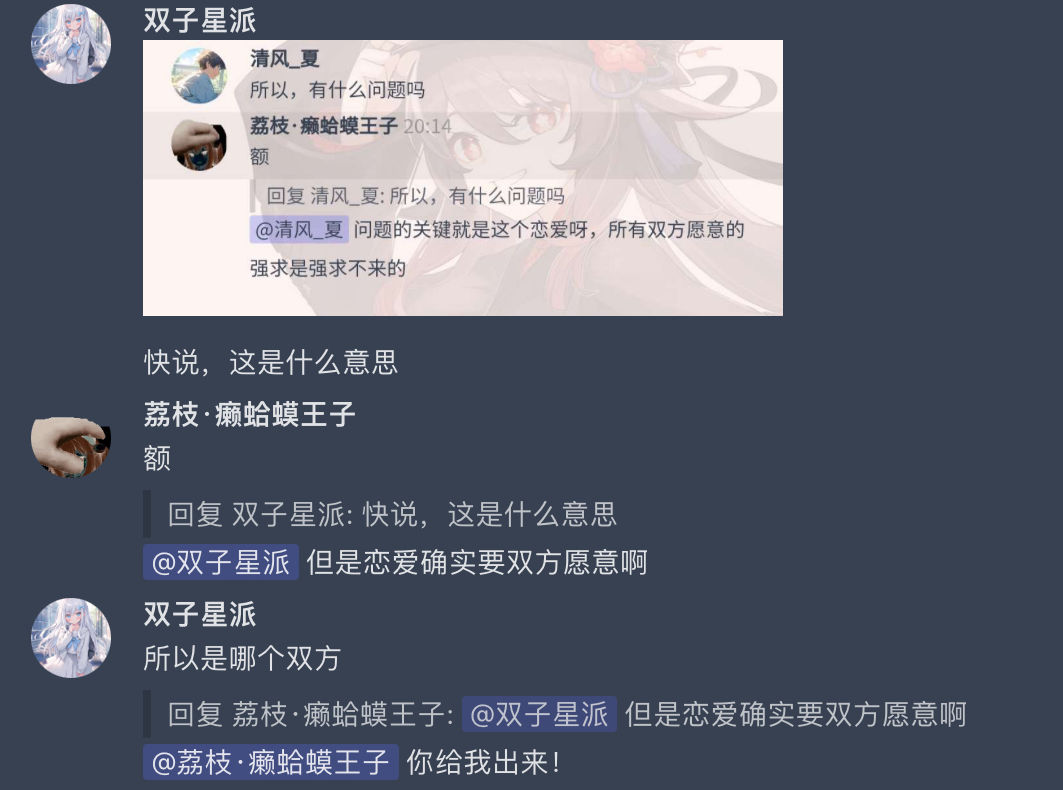 双子星派
清风_夏
所以，有什么问题吗
荔枝·癞蛤蟆王子 20:14
额
回复 清风_夏: 所以，有什么问题吗
@清风_夏 问题的关键就是这个恋爱呀，所有双方愿意的
强求是强求不来的
快说，这是什么意思
荔枝·癞蛤蟆王子
额
回复 双子星派: 快说，这是什么意思
@双子星派 但是恋爱确实要双方愿意啊
双子星派
所以是哪个双方
回复 荔枝·癞蛤蟆王子: @双子星派 但是恋爱确实要双方愿意啊
@荔枝·癞蛤蟆王子 你给我出来！